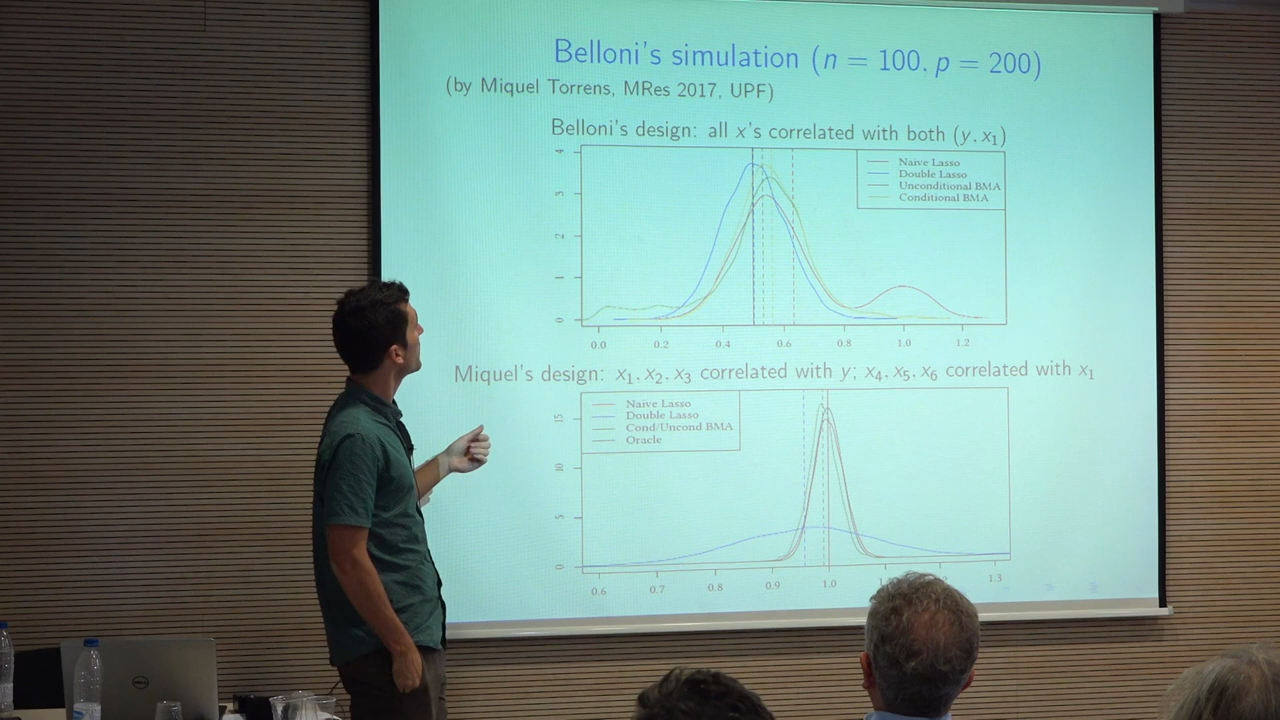 Belloni's simulation (n = 100, p = 200)
(by Miquel Torrens, MRes 2017, UPF)
Belloni's design: all x's correlated with both (y, x₁)
Naive Lasso
Double Lasso
Unconditional BMA
Conditional BMA
4
3
2
1
0
0.0 0.2 0.4 0.6 0.8 1.0 1.2
Miquel's design: x₁, x₂, x₃ correlated with y; x₄, x₅, x₆ correlated with x₁
Naive Lasso
Double Lasso
Cond/Uncond BMA
Oracle
15
10
5
0
0.6 0.7 0.8 0.9 1.0 1.3
DELL